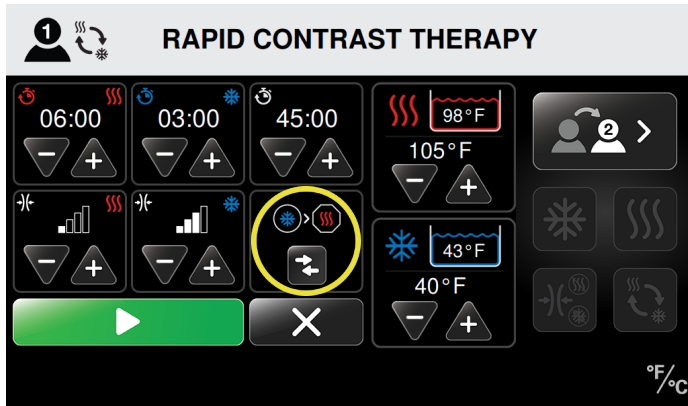 1 RAPID CONTRAST THERAPY
06:00 03:00 45:00
98°F
105°F
2
43°F
40°F
°F/°C